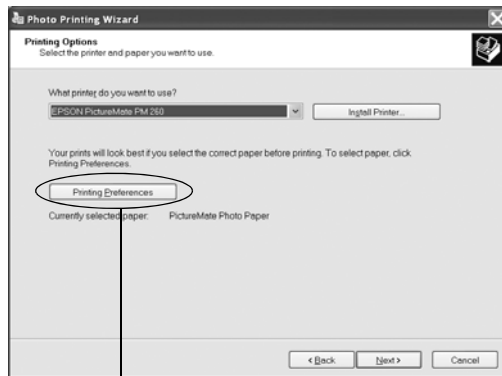 Photo Printing Wizard
Printing Options
Select the printer and paper you want to use.
What printer do you want to use?
EPSON PictureMate PM 260
Install Printer...
Your prints will look best if you select the correct paper before printing. To select paper, click
Printing Preferences.
Printing Preferences
Currently selected paper: PictureMate Photo Paper
< Back
Next >
Cancel